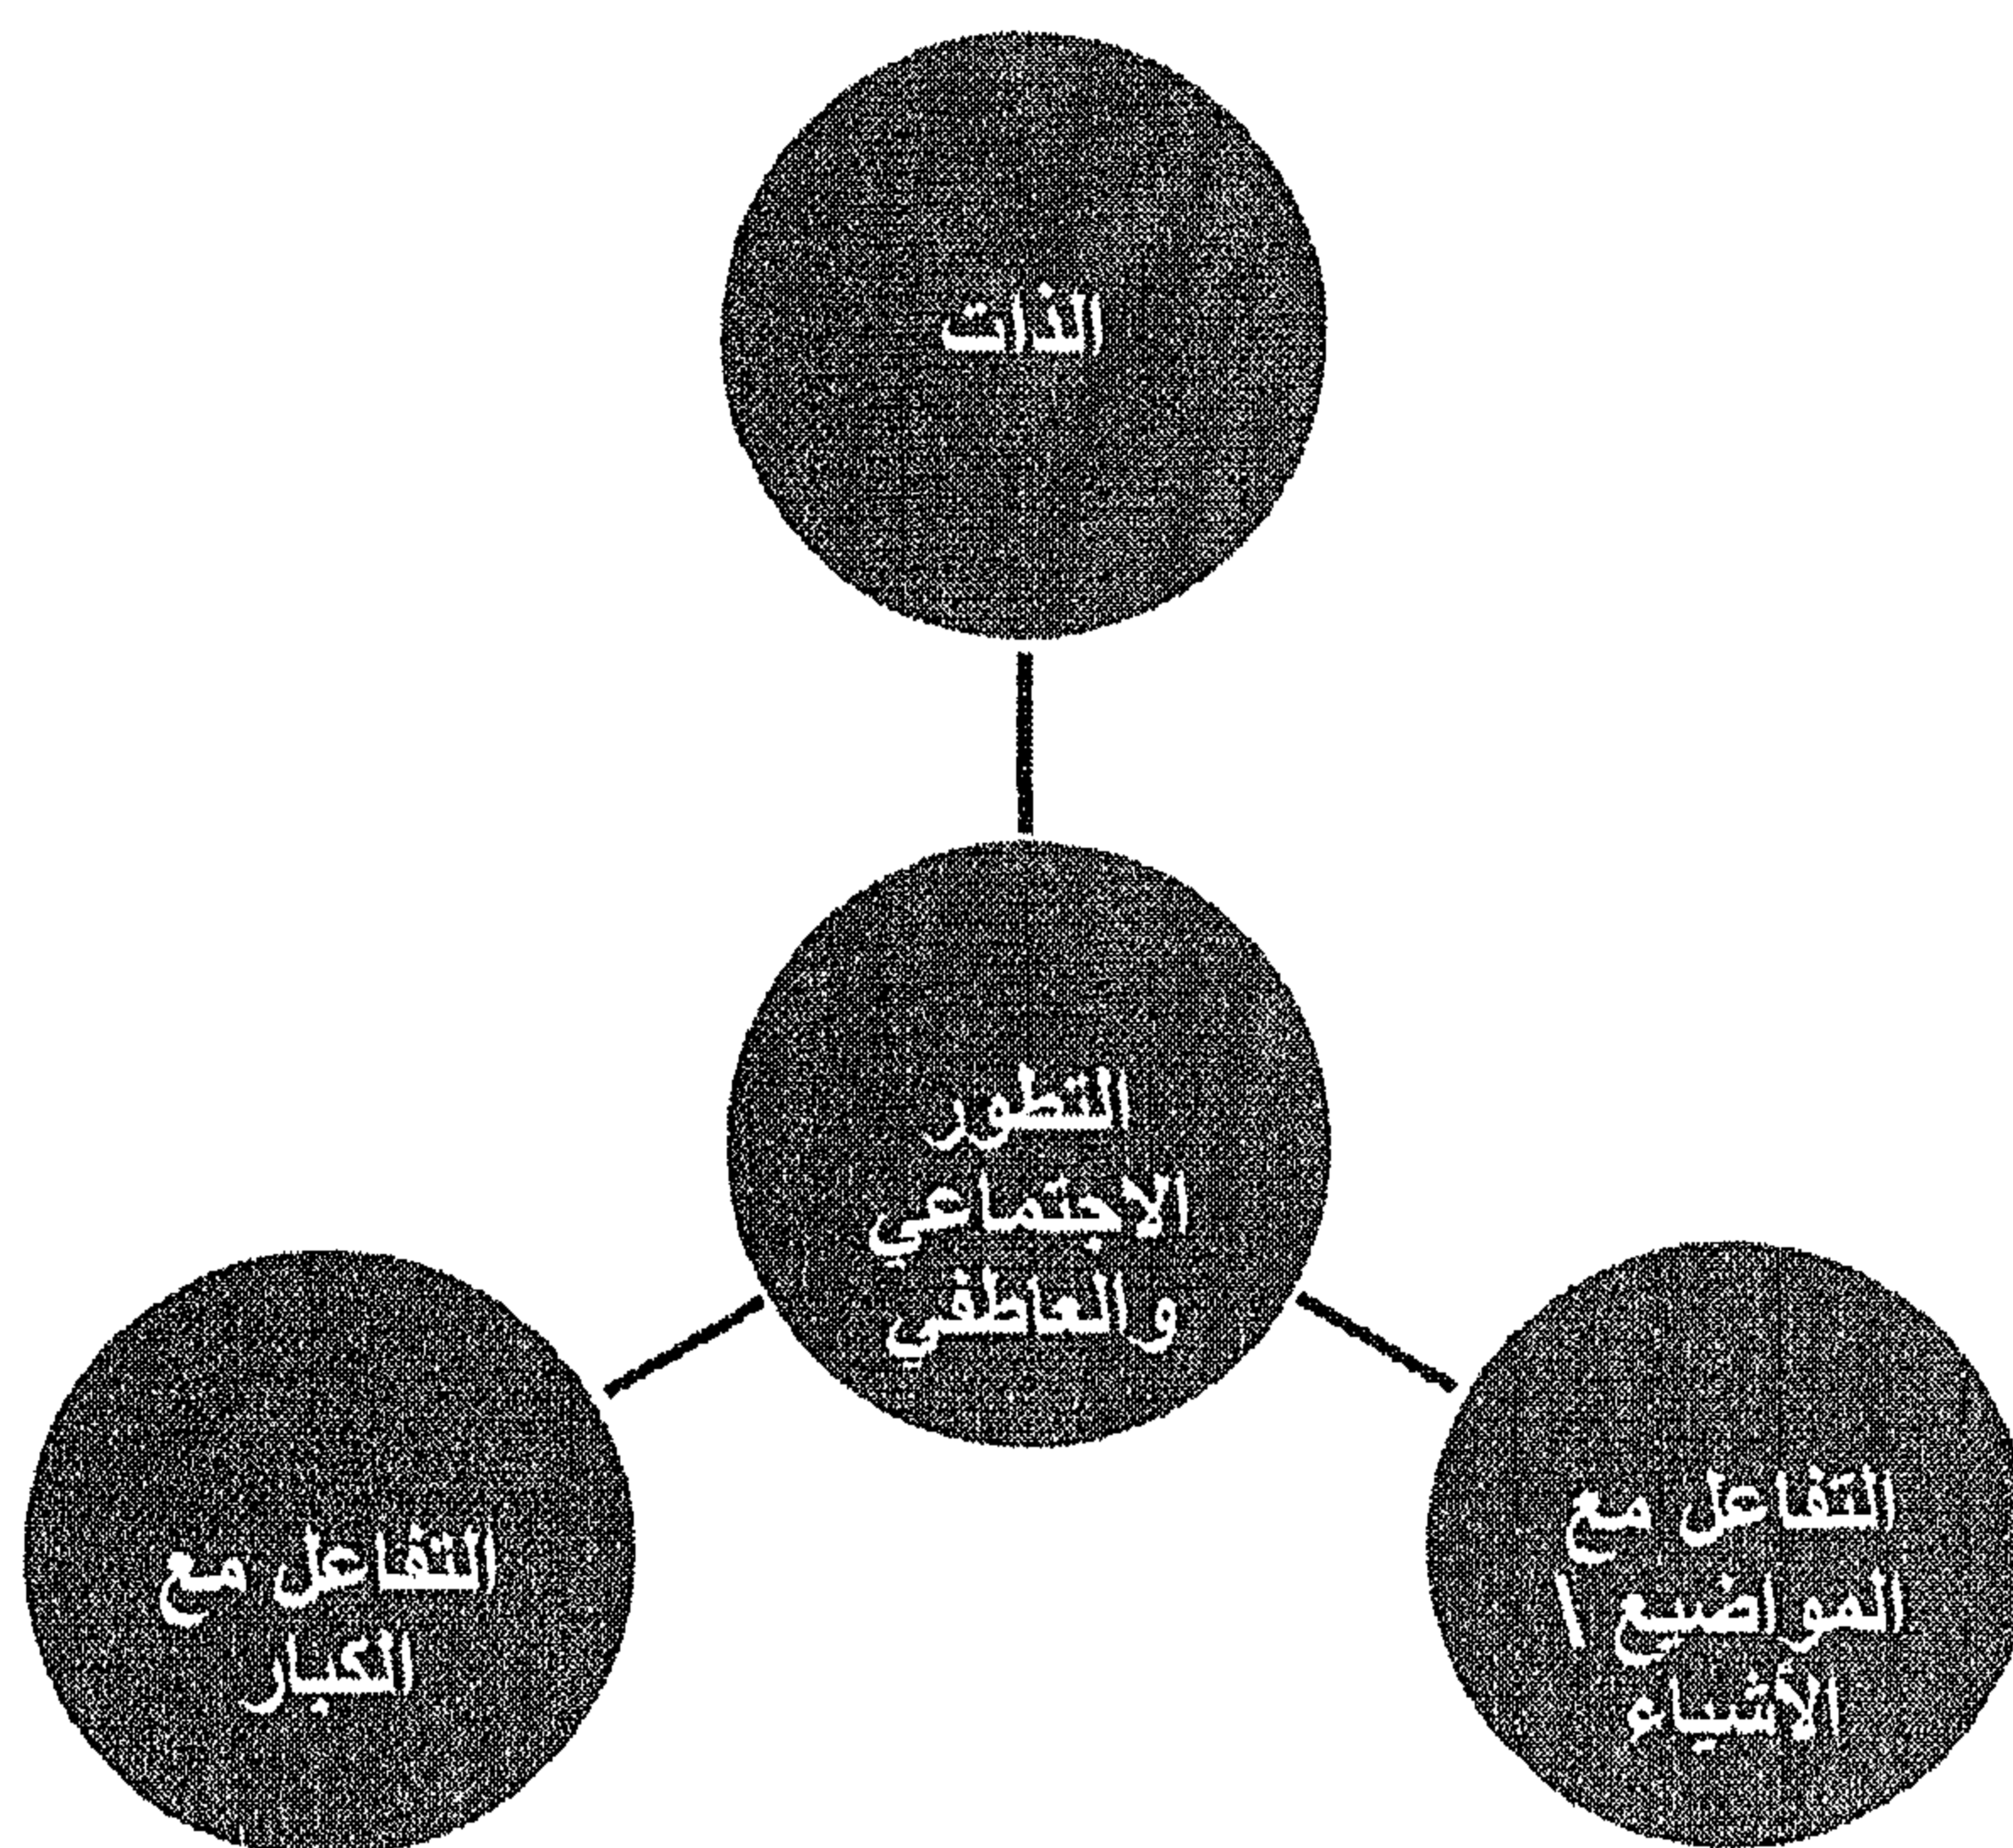 الذات
التطور
الاجتماعي
والعاطفي
التفاعل مع
المواضيع \
الأشياء
التفاعل مع
الكبار